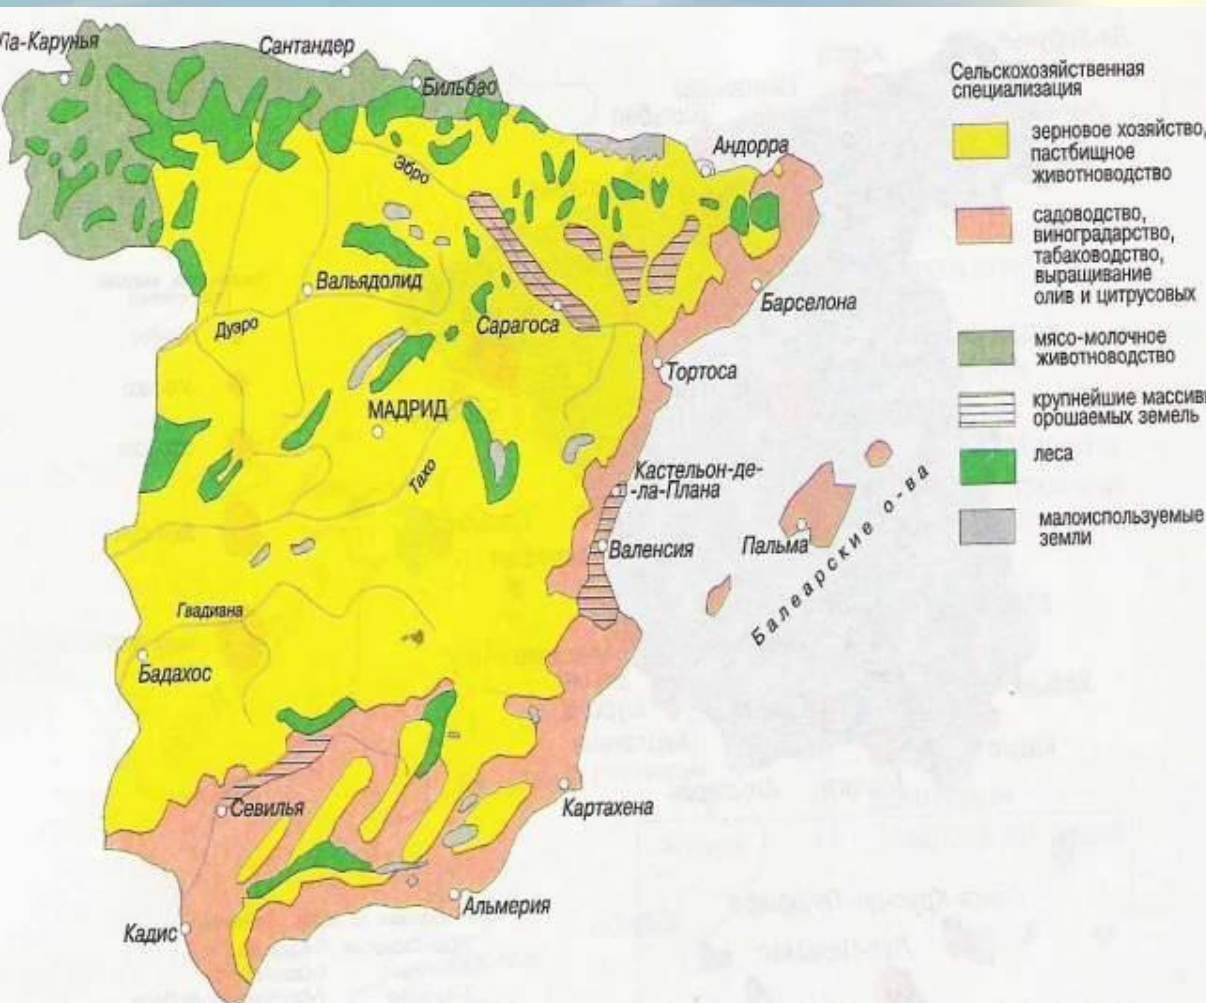 Ла-Карунья
Сантандер
Бильбао
Андорра
Эбро
Вальядолид
Барселона
Дуэро
Сарагоса
Тортоса
МАДРИД
Тахо
Кастельон-де-
-ла-Плана
Валенсия
Пальма
Балеарские о-ва
Гвадиана
Бадахос
Севилья
Картахена
Альмерия
Кадис
Сельскохозяйственная
специализация
зерновое хозяйство,
пастбищное
животноводство
садоводство,
виноградарство,
табаководство,
выращивание
олив и цитрусовых
мясо-молочное
животноводство
крупнейшие массив
орошаемых земель
леса
малоиспользуемые
земли